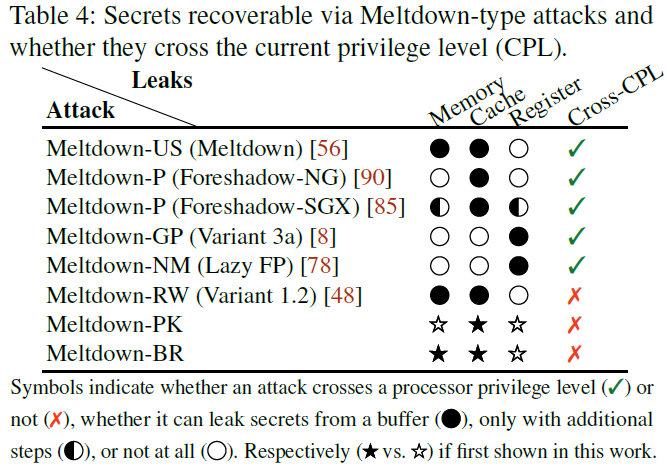 Table 4: Secrets recoverable via Meltdown-type attacks and
whether they cross the current privilege level (CPL).
Leaks
Attack Memory Cache Register Cross-CPL
Meltdown-US (Meltdown) [56] ● ● ○ ✓
Meltdown-P (Foreshadow-NG) [90] ○ ● ○ ✓
Meltdown-P (Foreshadow-SGX) [85] ◐ ● ◐ ✓
Meltdown-GP (Variant 3a) [8] ○ ○ ● ✓
Meltdown-NM (Lazy FP) [78] ○ ○ ● ✓
Meltdown-RW (Variant 1.2) [48] ● ● ○ ✗
Meltdown-PK ☆ ★ ☆ ✗
Meltdown-BR ★ ★ ☆ ✗
Symbols indicate whether an attack crosses a processor privilege level (✓) or
not (✗), whether it can leak secrets from a buffer (●), only with additional
steps (◐), or not at all (○). Respectively (★ vs. ☆) if first shown in this work.